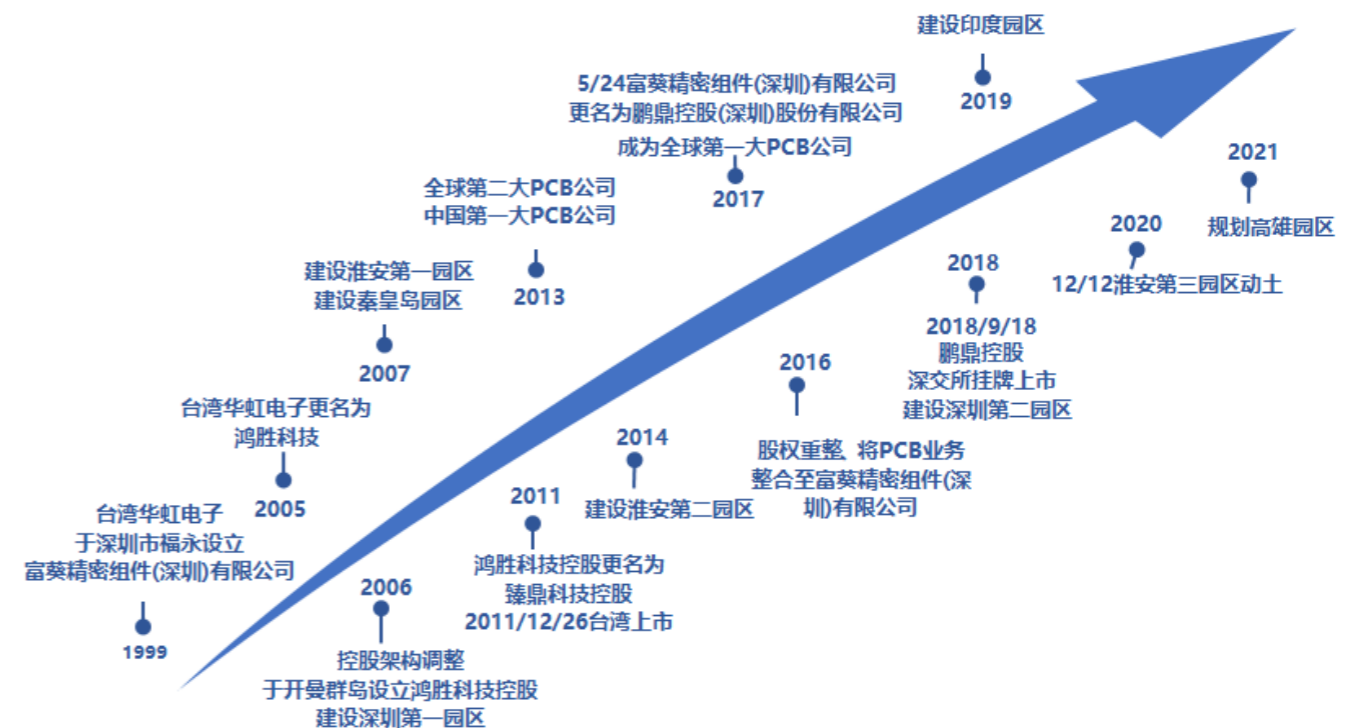 建设印度园区
2019
5/24富葵精密组件(深圳)有限公司
更名为鹏鼎控股(深圳)股份有限公司
成为全球第一大PCB公司
2017
全球第二大PCB公司
中国第一大PCB公司
2013
建设淮安第一园区
建设秦皇岛园区
2007
台湾华虹电子更名为
鸿胜科技
2005
台湾华虹电子
于深圳市福永设立
富葵精密组件(深圳)有限公司
1999
2006
控股架构调整
于开曼群岛设立鸿胜科技控股
建设深圳第一园区
2011
鸿胜科技控股更名为
臻鼎科技控股
2011/12/26台湾上市
2014
建设淮安第二园区
2016
股权重整、将PCB业务
整合至富葵精密组件(深
圳)有限公司
2018
2018/9/18
鹏鼎控股
深交所挂牌上市
建设深圳第二园区
2020
12/12淮安第三园区动土
2021
规划高雄园区